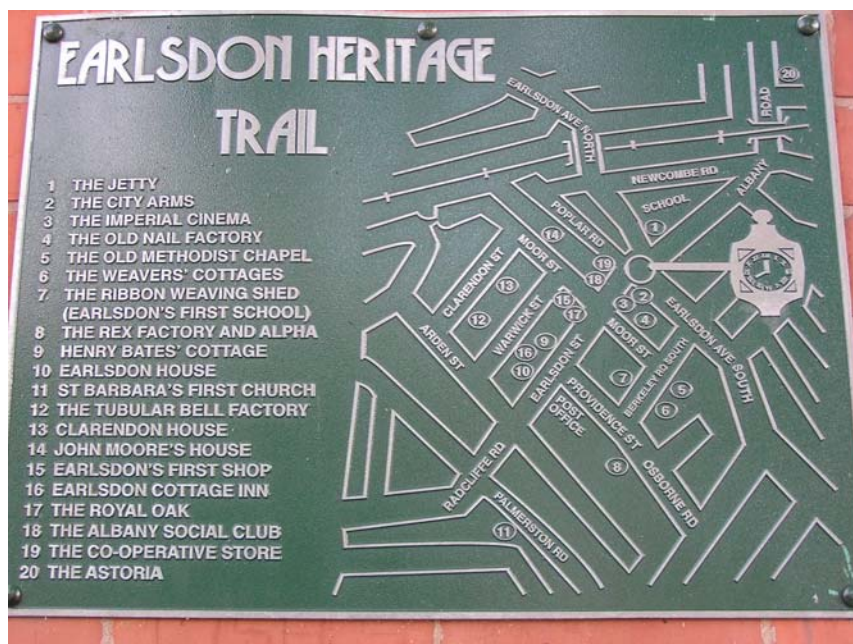 EARLSDON HERITAGE
TRAIL
1 THE JETTY
2 THE CITY ARMS
3 THE IMPERIAL CINEMA
4 THE OLD NAIL FACTORY
5 THE OLD METHODIST CHAPEL
6 THE WEAVERS' COTTAGES
7 THE RIBBON WEAVING SHED
(EARLSDON'S FIRST SCHOOL)
8 THE REX FACTORY AND ALPHA
9 HENRY BATES' COTTAGE
10 EARLSDON HOUSE
11 ST BARBARA'S FIRST CHURCH
12 THE TUBULAR BELL FACTORY
13 CLARENDON HOUSE
14 JOHN MOORE'S HOUSE
15 EARLSDON'S FIRST SHOP
16 EARLSDON COTTAGE INN
17 THE ROYAL OAK
18 THE ALBANY SOCIAL CLUB
19 THE CO-OPERATIVE STORE
20 THE ASTORIA
EARLSDON AVE NORTH
20
ROAD
ALBANY
NEWCOMBE RD
SCHOOL
1
POPLAR RD
14
MOOR ST
19
18
CLARENDON ST
13
12
WARWICK ST
15
17
16
9
10
ARDEN ST
EARLSDON ST
2
3
4
MOOR ST
7
EARLSDON AVE SOUTH
BERKELEY RD SOUTH
5
6
PROVIDENCE ST
POST
OFFICE
8
OSBORNE RD
RADCLIFFE RD
PALMERSTON RD
11